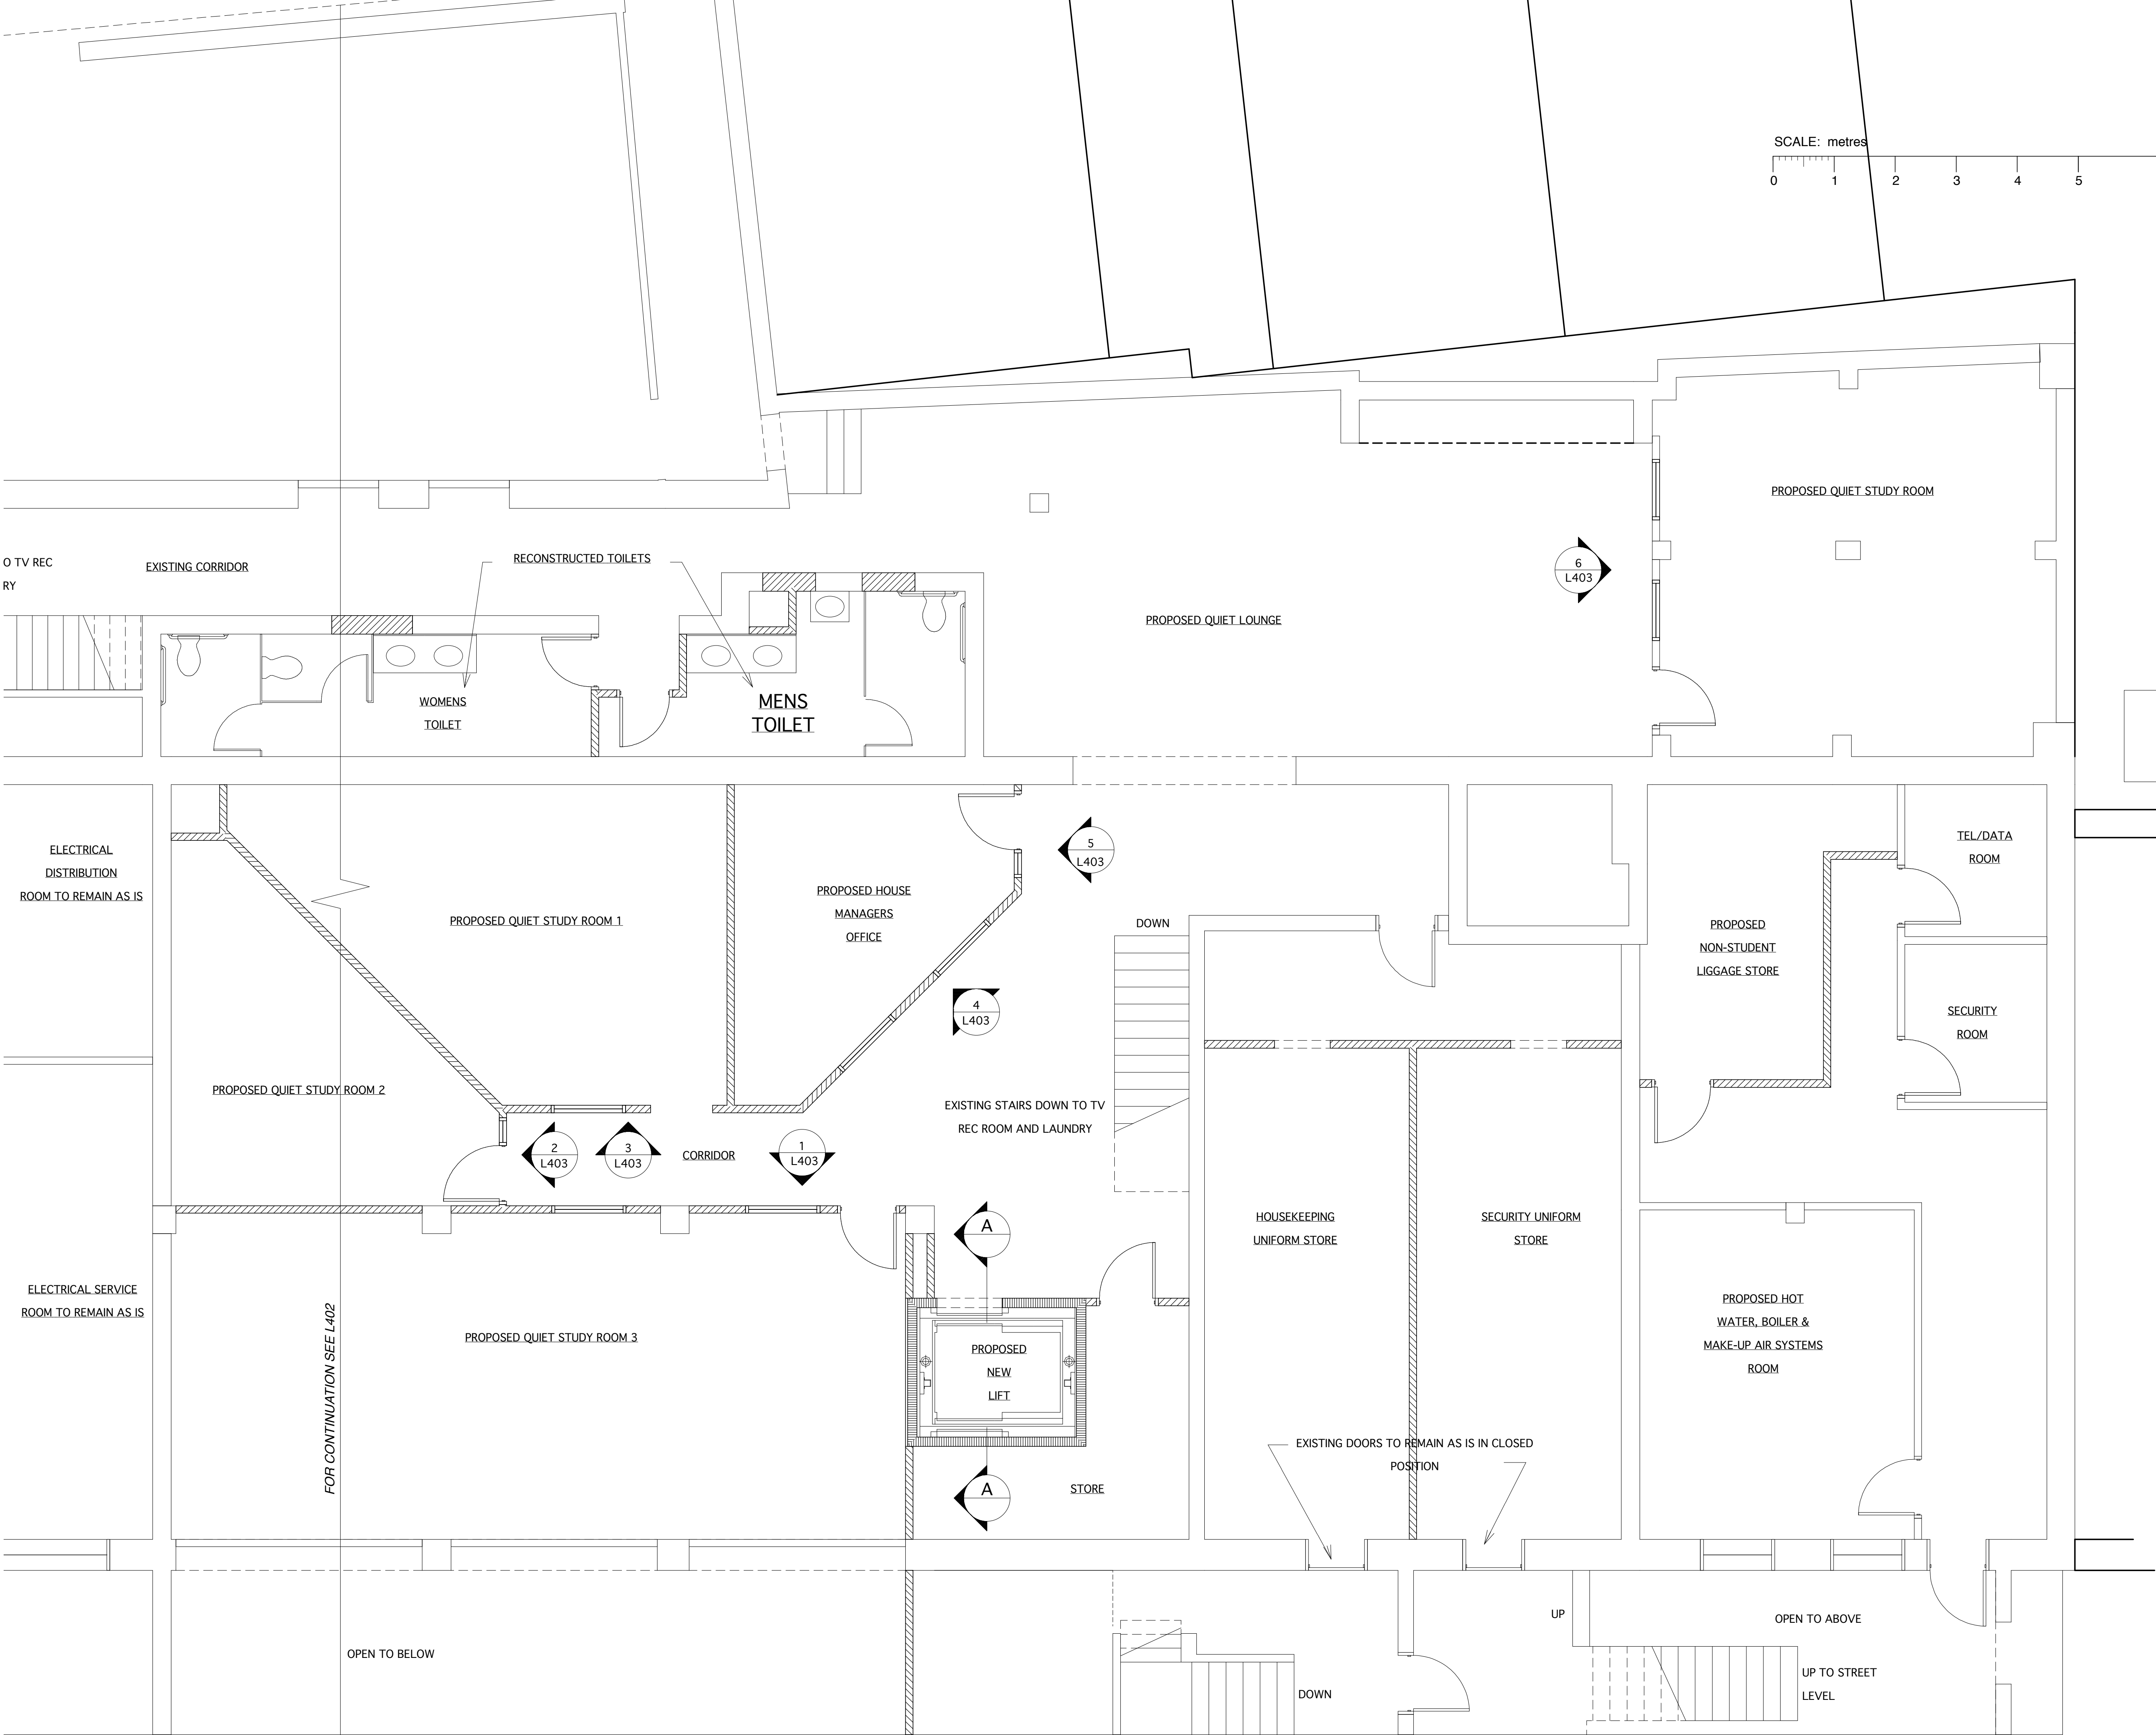 SCALE: metres
0 1 2 3 4 5
PROPOSED QUIET STUDY ROOM
O TV REC
RY
EXISTING CORRIDOR
RECONSTRUCTED TOILETS
6
L403
PROPOSED QUIET LOUNGE
WOMENS
TOILET
MENS
TOILET
ELECTRICAL
DISTRIBUTION
ROOM TO REMAIN AS IS
PROPOSED QUIET STUDY ROOM 1
PROPOSED HOUSE
MANAGERS
OFFICE
5
L403
TEL/DATA
ROOM
DOWN
PROPOSED
NON-STUDENT
LIGGAGE STORE
4
L403
SECURITY
ROOM
PROPOSED QUIET STUDY ROOM 2
EXISTING STAIRS DOWN TO TV
REC ROOM AND LAUNDRY
2
L403
3
L403
CORRIDOR
1
L403
A
HOUSEKEEPING
UNIFORM STORE
SECURITY UNIFORM
STORE
ELECTRICAL SERVICE
ROOM TO REMAIN AS IS
FOR CONTINUATION SEE L402
PROPOSED QUIET STUDY ROOM 3
PROPOSED
NEW
LIFT
PROPOSED HOT
WATER, BOILER &
MAKE-UP AIR SYSTEMS
ROOM
EXISTING DOORS TO REMAIN AS IS IN CLOSED
POSITION
A
STORE
OPEN TO BELOW
UP
OPEN TO ABOVE
DOWN
UP TO STREET
LEVEL